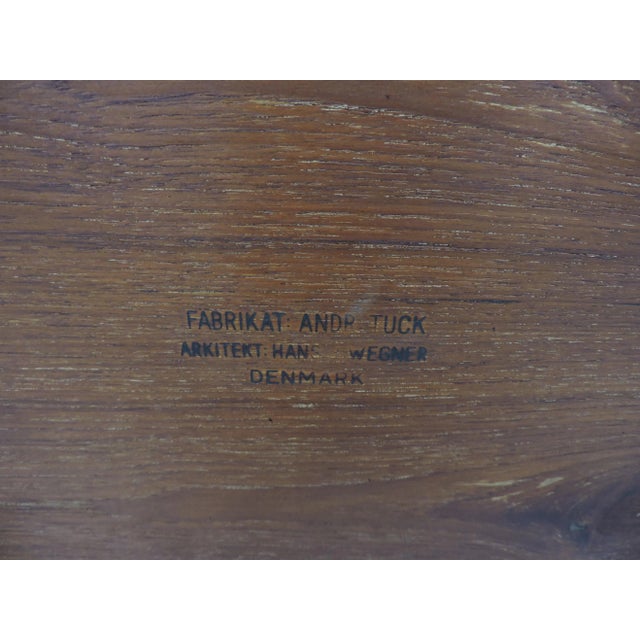 FABRIKAT: ANDR. TUCK
ARKITEKT: HANS WEGNER
DENMARK